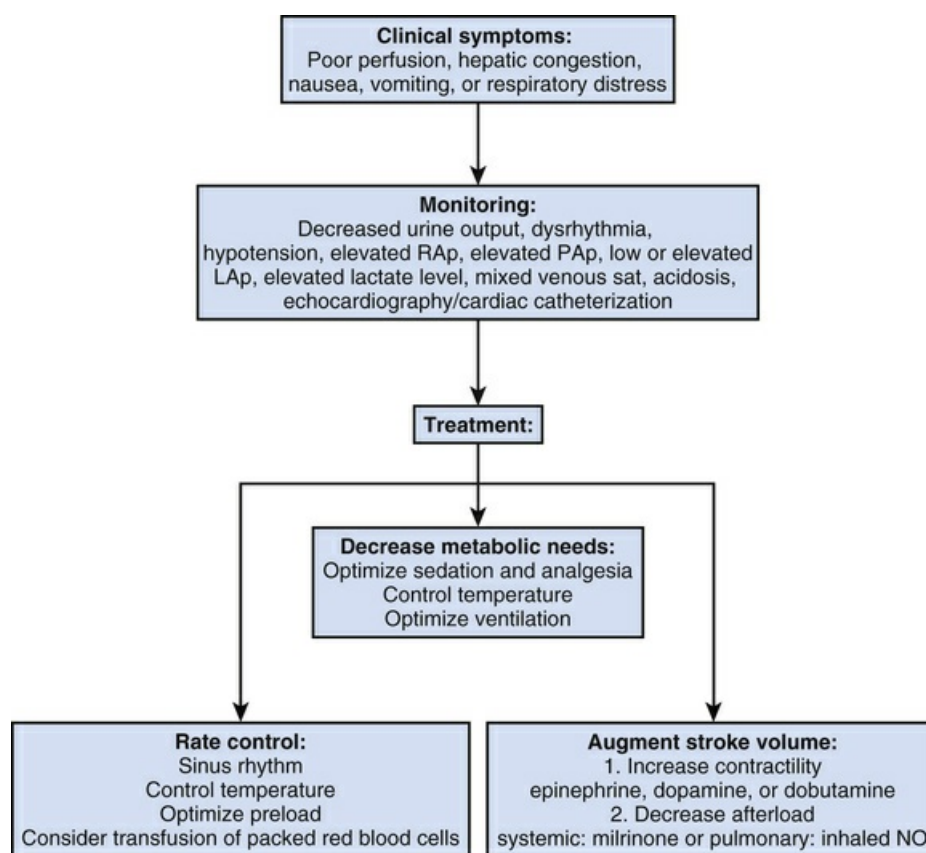 Clinical symptoms:
Poor perfusion, hepatic congestion,
nausea, vomiting, or respiratory distress
Monitoring:
Decreased urine output, dysrhythmia,
hypotension, elevated RAp, elevated PAp, low or elevated
LAp, elevated lactate level, mixed venous sat, acidosis,
echocardiography/cardiac catheterization
Treatment:
Decrease metabolic needs:
Optimize sedation and analgesia
Control temperature
Optimize ventilation
Rate control:
Sinus rhythm
Control temperature
Optimize preload
Consider transfusion of packed red blood cells
Augment stroke volume:
1. Increase contractility
epinephrine, dopamine, or dobutamine
2. Decrease afterload
systemic: milrinone or pulmonary: inhaled NO